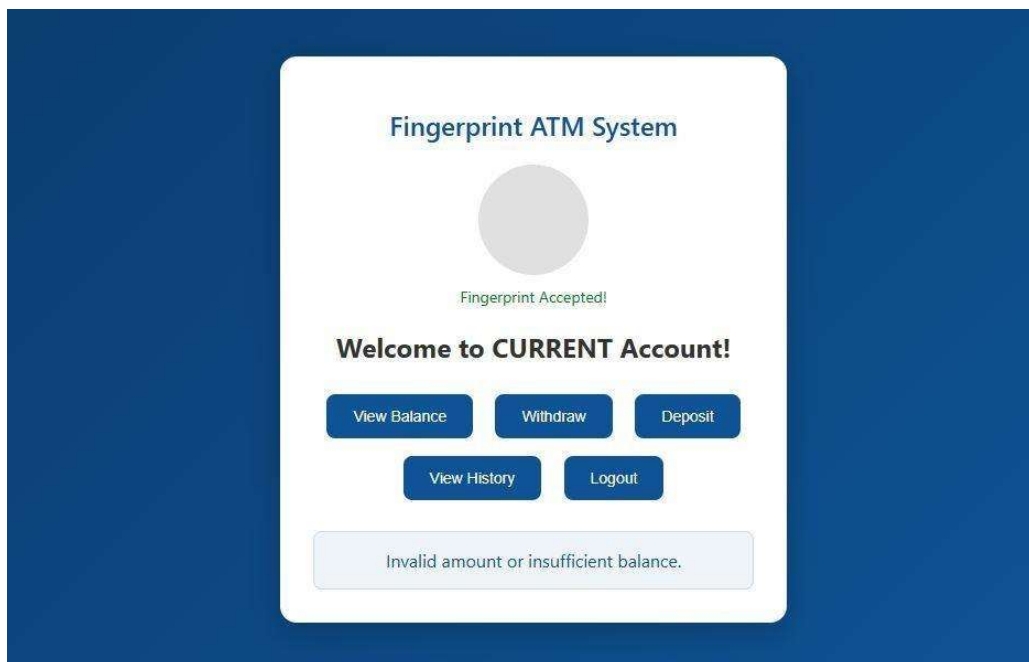 Fingerprint ATM System
Fingerprint Accepted!
Welcome to CURRENT Account!
View Balance Withdraw Deposit
View History Logout
Invalid amount or insufficient balance.